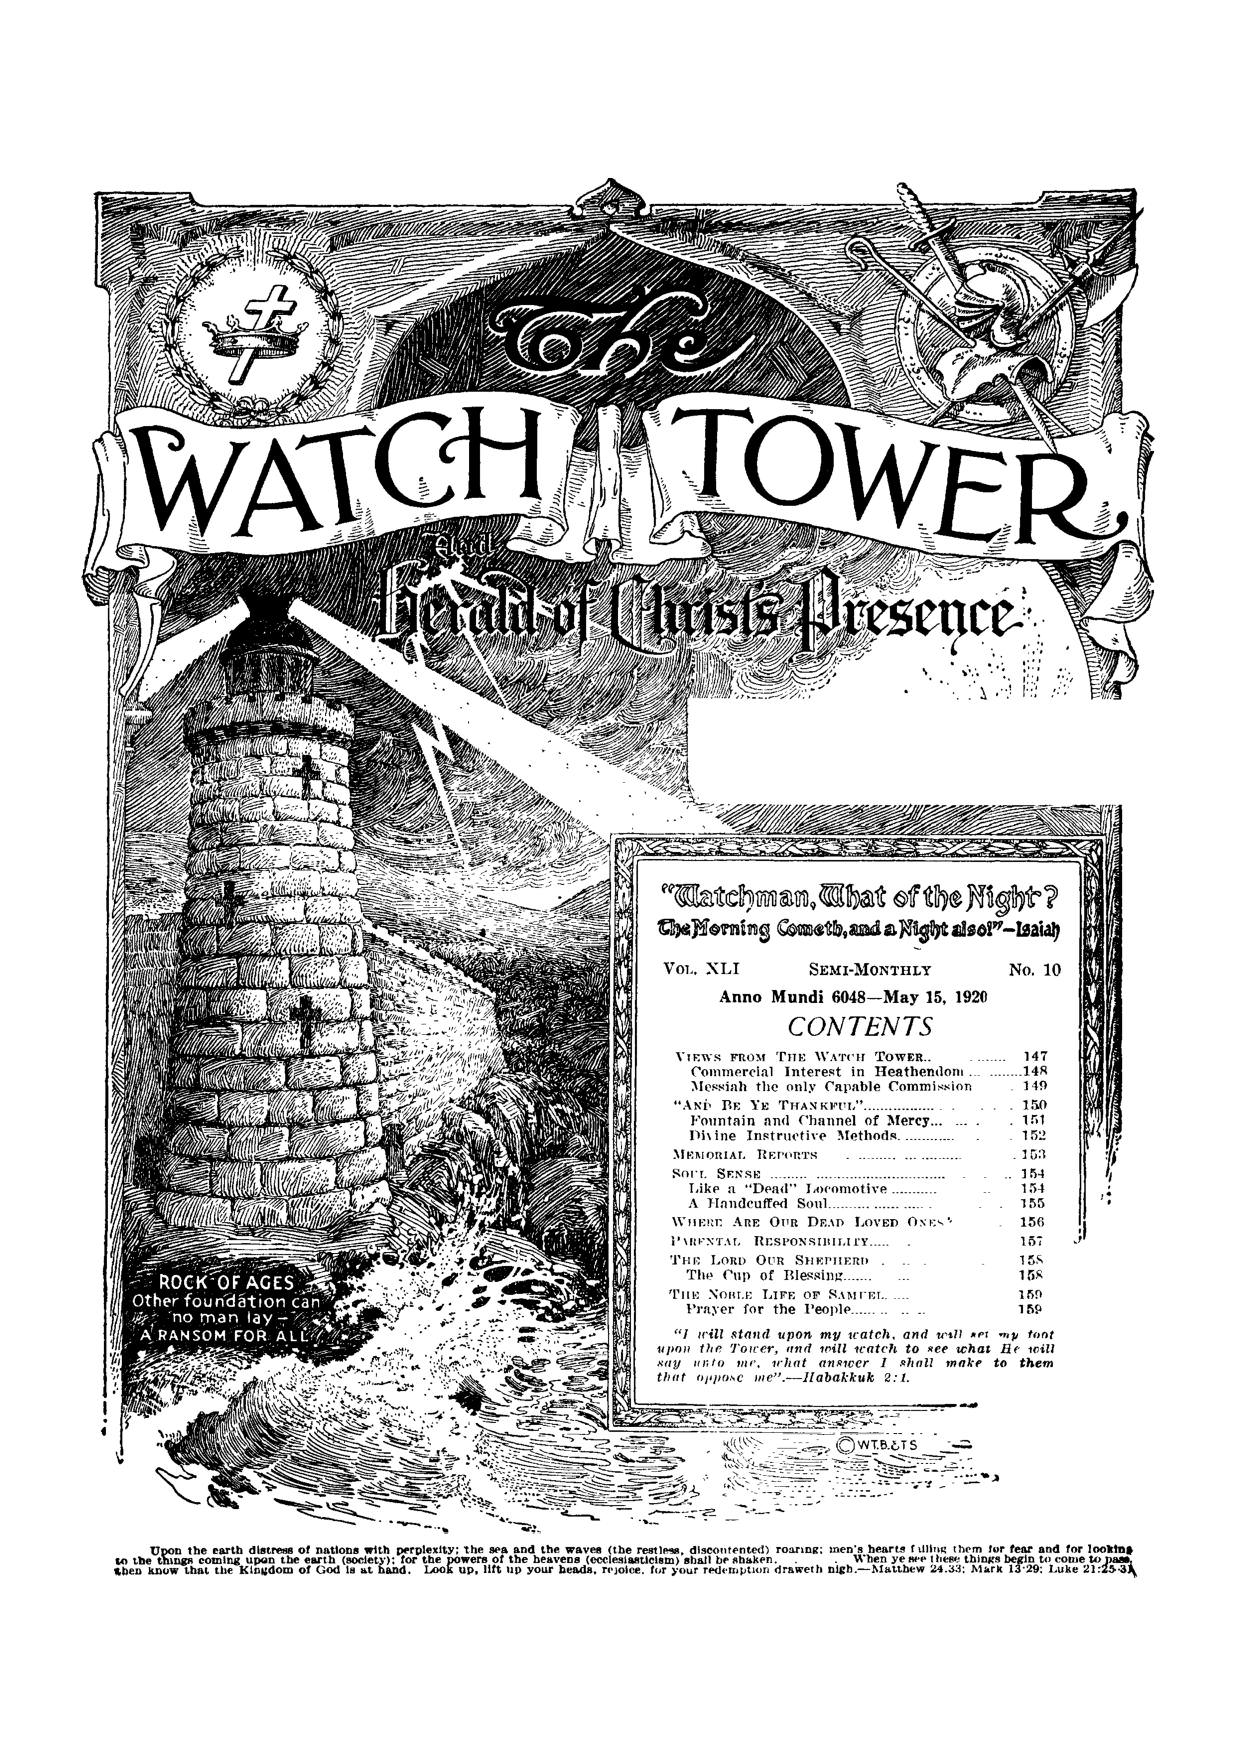 The
WATCH TOWER
And
Herald of Christ's Presence
ROCK OF AGES
Other foundation can
no man lay—
A RANSOM FOR ALL
"Watchman, What of the Night?
The Morning Cometh, and a Night also!"—Isaiah
VOL. XLI SEMI-MONTHLY No. 10
Anno Mundi 6048—May 15, 1920
CONTENTS
VIEWS FROM THE WATCH TOWER.. ....... 147
Commercial Interest in Heathendom ... ........148
Messiah the only Capable Commission . 149
"AND BE YE THANKFUL"................. . . . . . 150
Fountain and Channel of Mercy... ... . . 151
Divine Instructive Methods. ............ . 152
MEMORIAL REPORTS . ......... ... .......... . 153
SOUL SENSE ........ ............................ . . .. 154
Like a "Dead" Locomotive ........... .. 154
A Handcuffed Soul......... ...... .... . . . 155
WHERE ARE OUR DEAD LOVED ONES? . 156
PARENTAL RESPONSIBILITY..... . 157
THE LORD OUR SHEPHERD . .. . . 158
The Cup of Blessing....... ... 158
THE NOBLE LIFE OF SAMUEL. .... 159
Prayer for the People...... .. .. .. 159
"I will stand upon my watch, and will set my foot
upon the Tower, and will watch to see what He will
say unto me, what answer I shall make to them
that oppose me".—Habakkuk 2:1.
©W.T.B.&T.S
Upon the earth distress of nations with perplexity; the sea and the waves (the restless, discontented) roaring; men's hearts failing them for fear and for looking
to the things coming upon the earth (society); for the powers of the heavens (ecclesiasticism) shall be shaken. . . . When ye see these things begin to come to pass,
then know that the Kingdom of God is at hand. Look up, lift up your heads, rejoice, for your redemption draweth nigh.—Matthew 24:33; Mark 13:29; Luke 21:25-31